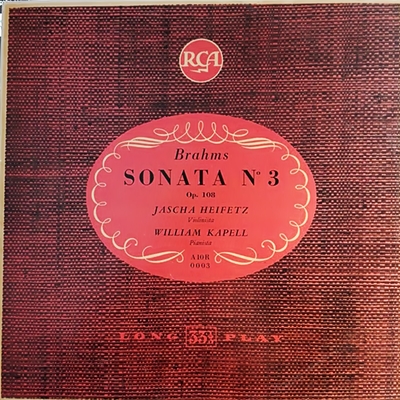 RCA
Brahms
SONATA Nº 3
Op. 108
JASCHA HEIFETZ
Violinista
WILLIAM KAPELL
Pianista
A10R
0003
LONG 33⅓ PLAY